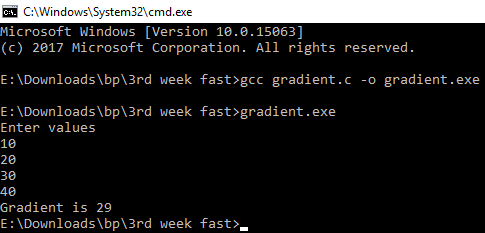 C:\Windows\System32\cmd.exe
Microsoft Windows [Version 10.0.15063]
(c) 2017 Microsoft Corporation. All rights reserved.
E:\Downloads\bp\3rd week fast>gcc gradient.c -o gradient.exe
E:\Downloads\bp\3rd week fast>gradient.exe
Enter values
10
20
30
40
Gradient is 29
E:\Downloads\bp\3rd week fast>